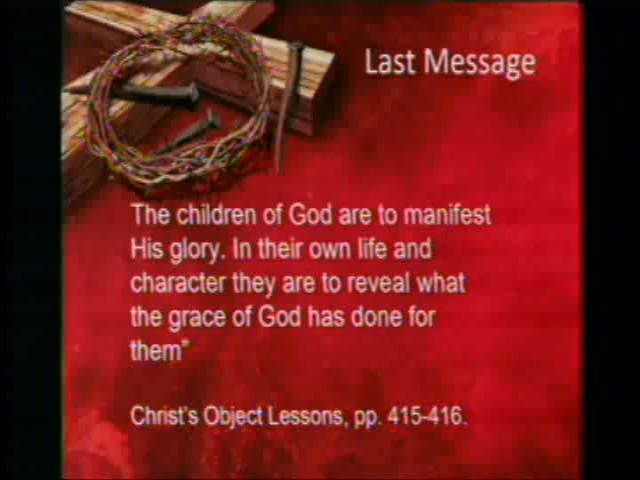 Last Message
The children of God are to manifest
His glory. In their own life and
character they are to reveal what
the grace of God has done for
them”
Christ's Object Lessons, pp. 415-416.